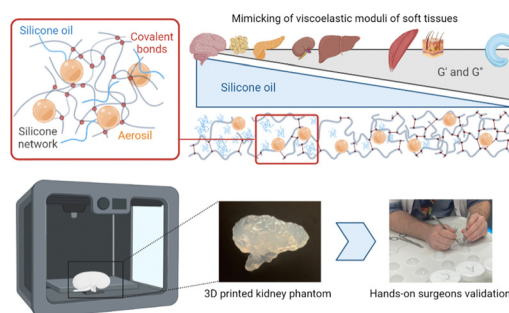 Mimicking of viscoelastic moduli of soft tissues
Silicone oil
Covalent
bonds
Silicone
network
Aerosil
G' and G"
Silicone oil
3D printed kidney phantom
Hands-on surgeons validation